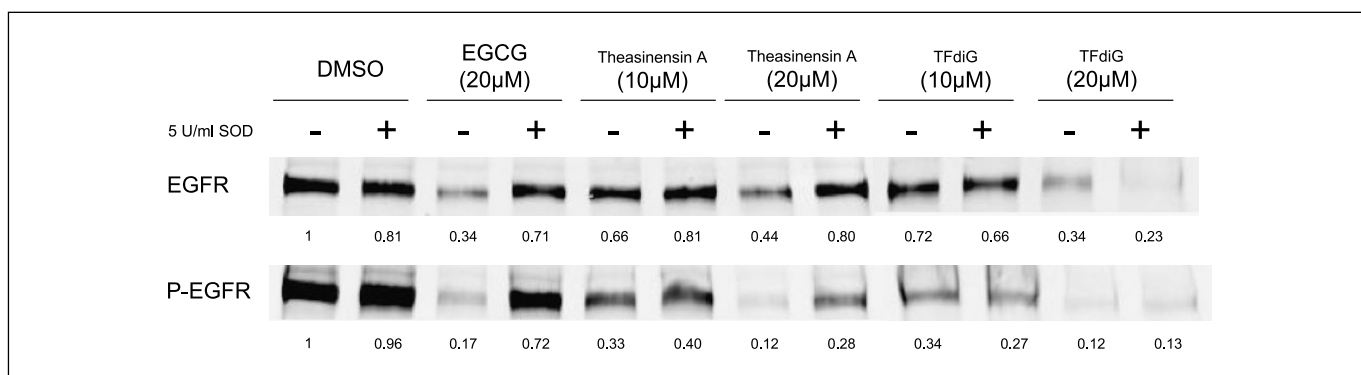 DMSO EGCG (20µM) Theasinensin A (10µM) Theasinensin A (20µM) TFdiG (10µM) TFdiG (20µM)
5 U/ml SOD - + - + - + - + - + - +
EGFR
1 0.81 0.34 0.71 0.66 0.81 0.44 0.80 0.72 0.66 0.34 0.23
P-EGFR
1 0.96 0.17 0.72 0.33 0.40 0.12 0.28 0.34 0.27 0.12 0.13